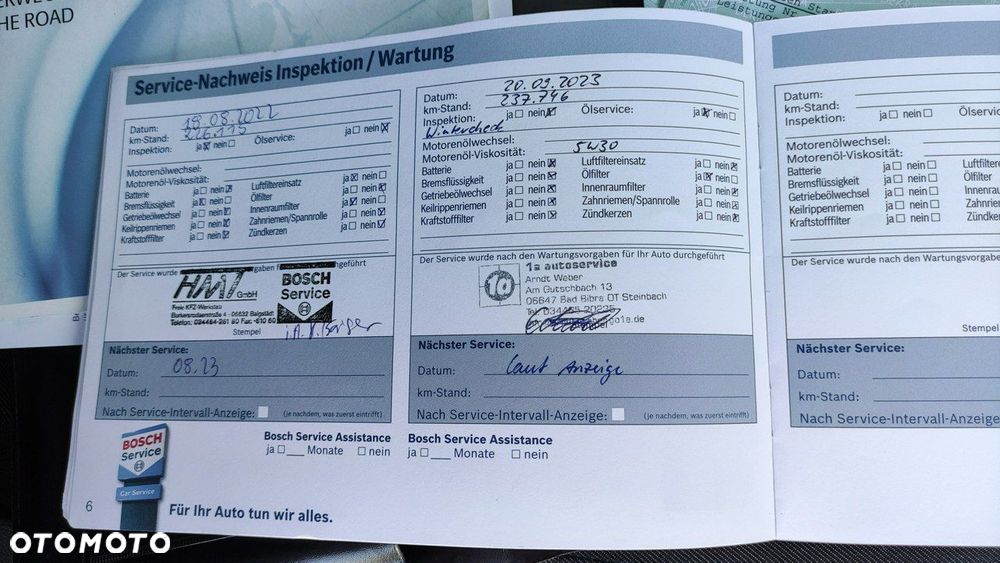 HE ROAD
Leistungs
Service-Nachweis Inspektion / Wartung
Datum: 19.08.2022
km-Stand: 226.115
Inspektion: ja☒ nein☐ Ölservice: ja☐ nein☒
Motorenölwechsel:
Motorenöl-Viskosität:
Batterie ja☐ nein☒ Luftfiltereinsatz ja☒ nein☐
Bremsflüssigkeit ja☒ nein☐ Ölfilter ja☐ nein☒
Getriebeölwechsel ja☐ nein☒ Innenraumfilter ja☒ nein☐
Keilrippenriemen ja☐ nein☒ Zahnriemen/Spannrolle ja☐ nein☒
Kraftstofffilter ja☐ nein☒ Zündkerzen ja☐ nein☒
Der Service wurde
HMT GmbH
Freie KFZ-Werkstatt
BOSCH
Service
Stempel
Nächster Service:
Datum: 08.23
km-Stand:
Nach Service-Intervall-Anzeige: ☐ (je nachdem, was zuerst eintrifft)
Bosch Service Assistance
ja ☐ ___ Monate ☐ nein
Datum: 20.09.2023
km-Stand: 237.746
Inspektion: ja☐ nein☒ Ölservice: ja☒ nein☐
Wintercheck
Motorenölwechsel:
Motorenöl-Viskosität: 5W30
Batterie ja☐ nein☒ Luftfiltereinsatz ja☐ nein☒
Bremsflüssigkeit ja☐ nein☒ Ölfilter ja☒ nein☐
Getriebeölwechsel ja☐ nein☒ Innenraumfilter ja☐ nein☒
Keilrippenriemen ja☐ nein☒ Zahnriemen/Spannrolle ja☐ nein☒
Kraftstofffilter ja☐ nein☒ Zündkerzen ja☐ nein☒
Der Service wurde nach den Wartungsvorgaben für Ihr Auto durchgeführt
1a autoservice
Arndt Weber
Am Gutschbach 13
06647 Bad Bibra OT Steinbach
Nächster Service:
Datum: laut Anzeige
km-Stand:
Nach Service-Intervall-Anzeige: ☐ (je nachdem, was zuerst eintrifft)
Bosch Service Assistance
ja ☐ ___ Monate ☐ nein
Datum:
km-Stand:
Inspektion: ja☐ nein☐ Ölservice
Motorenölwechsel:
Motorenöl-Viskosität:
Batterie ja☐ nein☐
Bremsflüssigkeit ja☐ nein☐ Ölfilter
Getriebeölwechsel ja☐ nein☐
Keilrippenriemen ja☐ nein☐
Kraftstofffilter ja☐ nein☐
Der Service wurde nach den Wartungs
Stempel
Nächster Service:
Datum:
km-Stand:
Nach Service-Intervall-Anzeige
BOSCH
Service
Car Service
6
Für Ihr Auto tun wir alles.
OTOMOTO